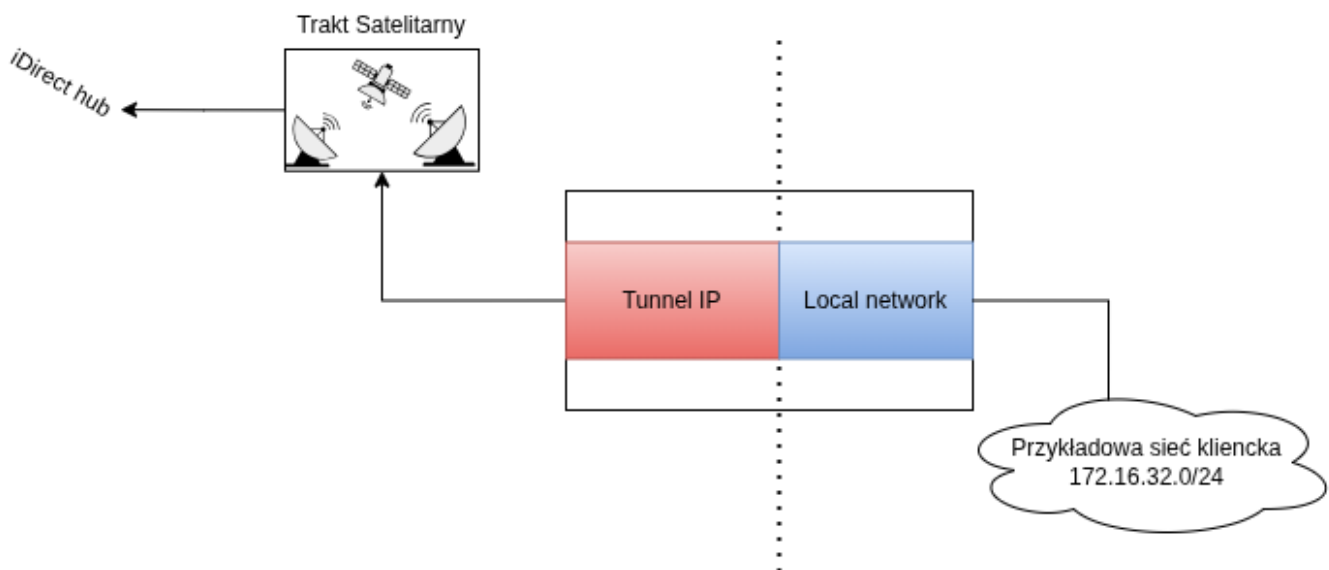 Trakt Satelitarny
iDirect hub
Tunnel IP
Local network
Przykładowa sieć kliencka
172.16.32.0/24